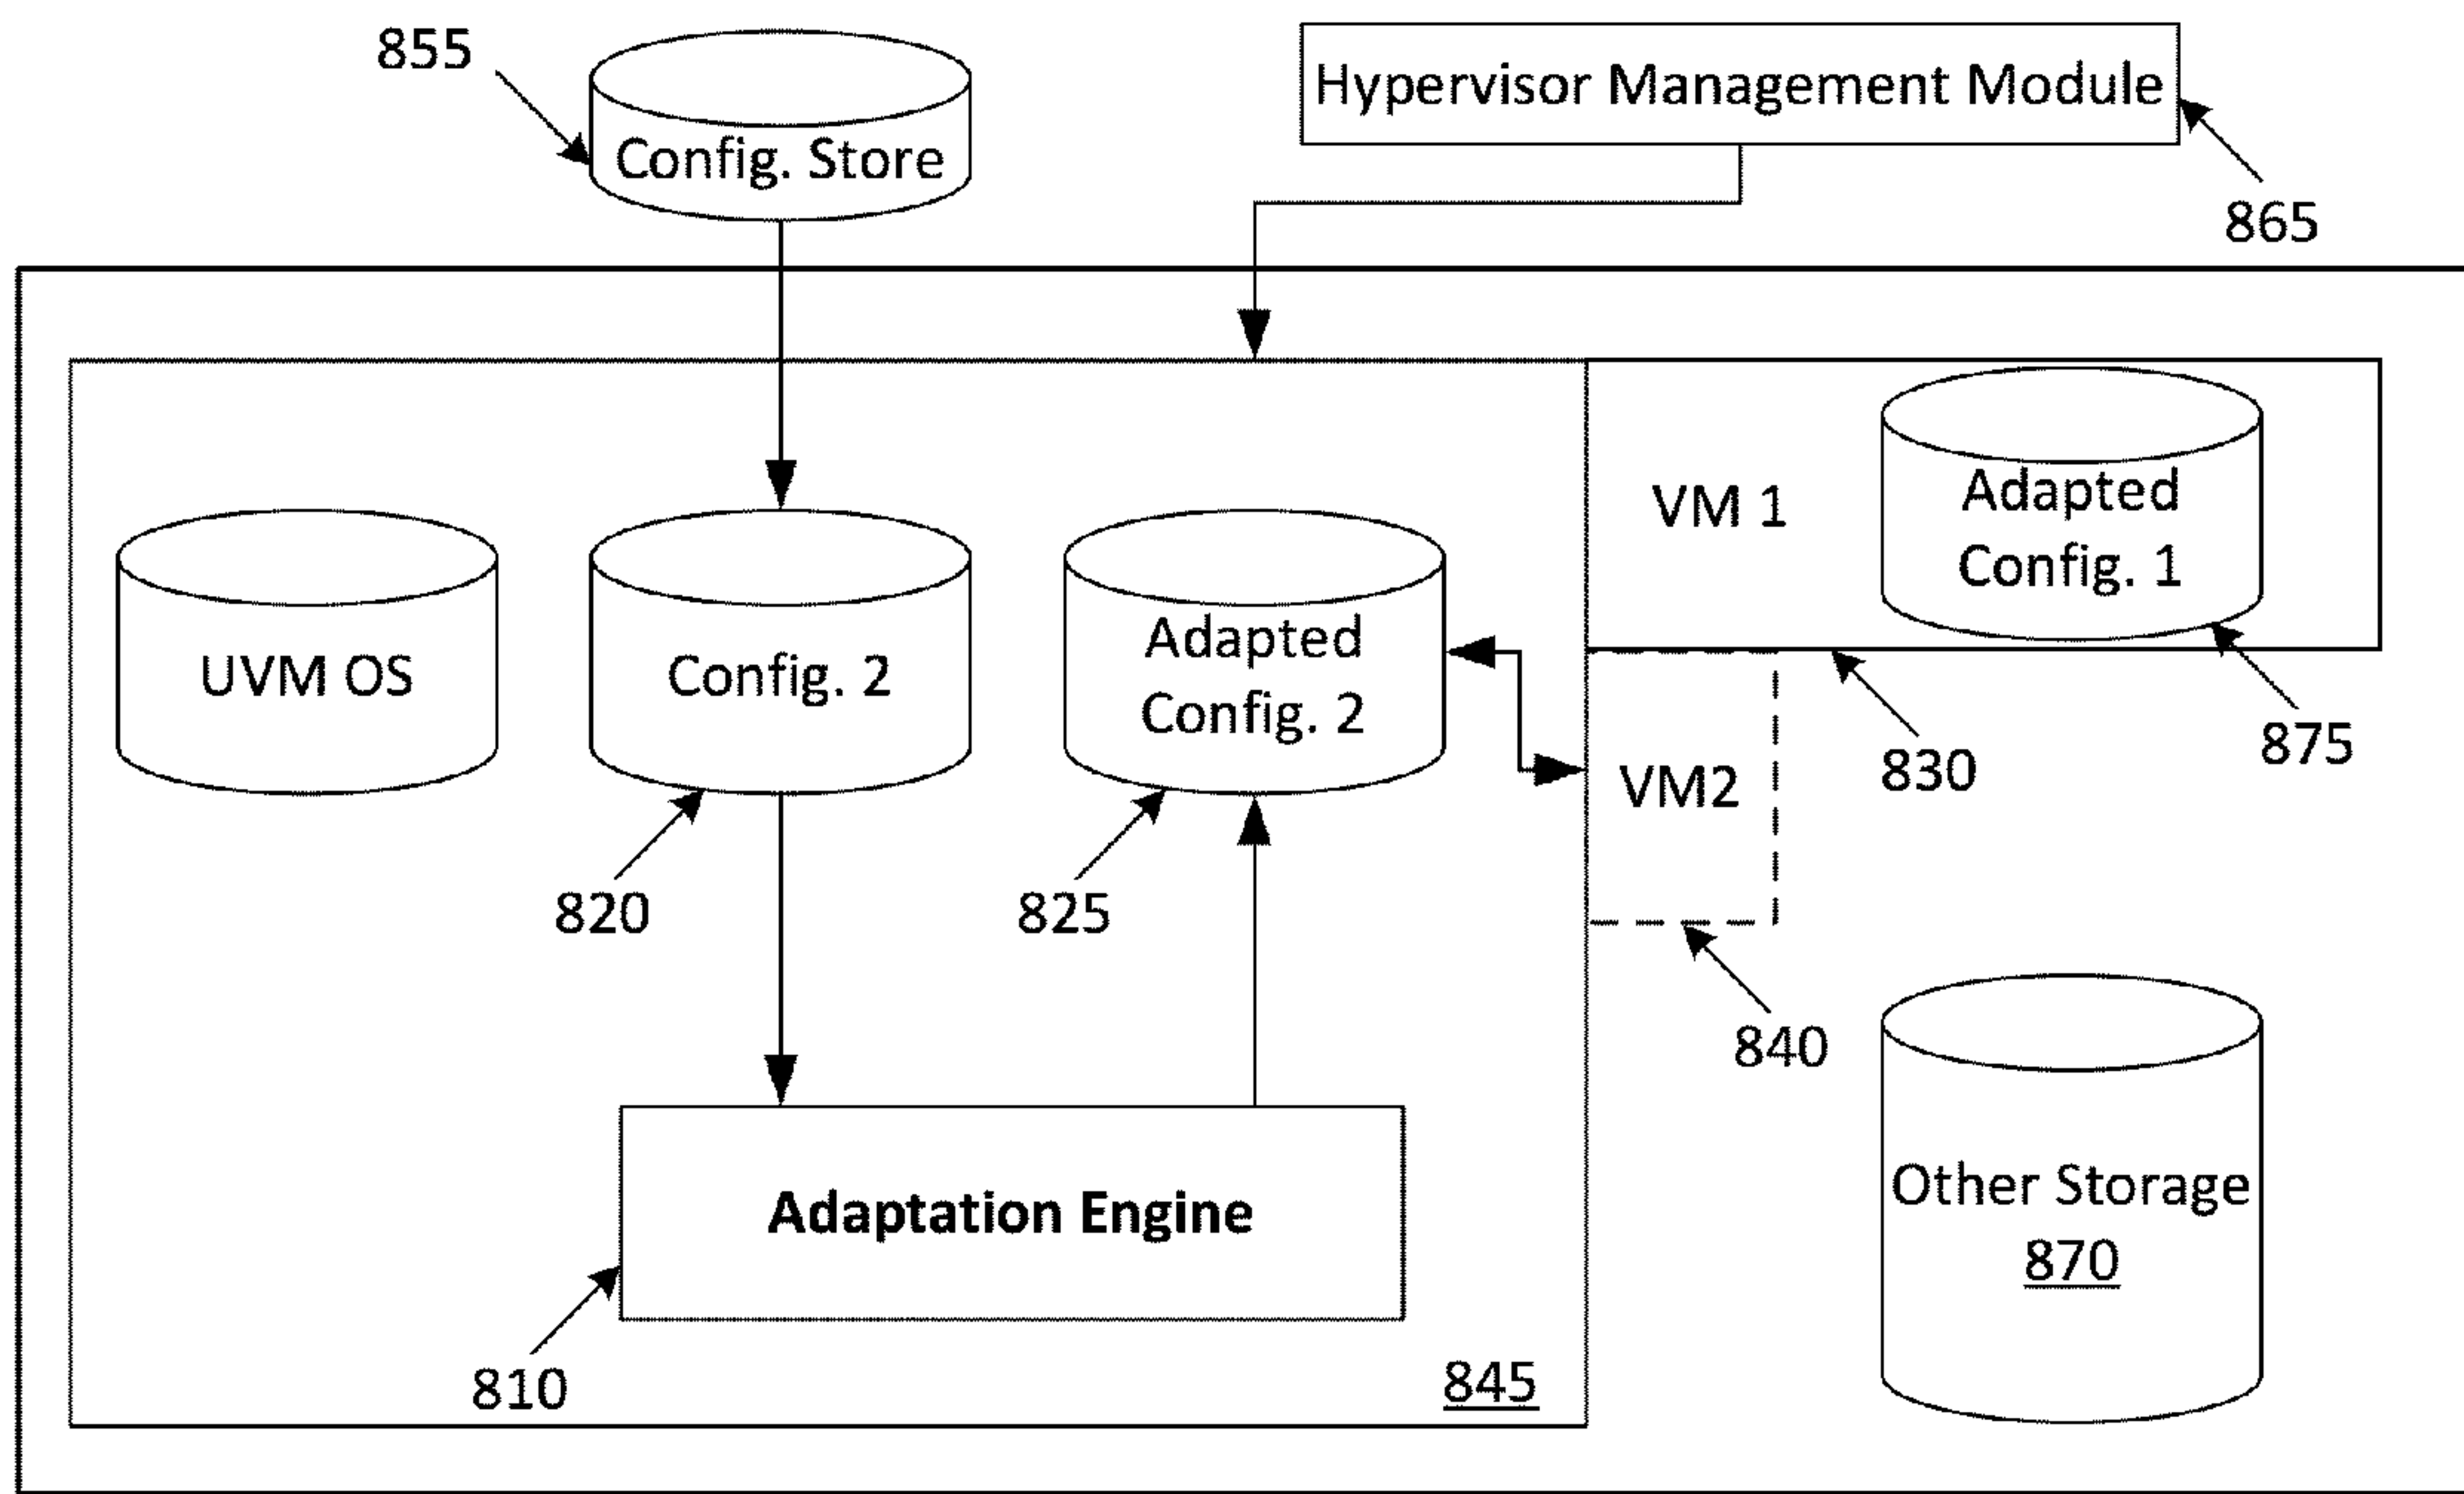 855
Config. Store
Hypervisor Management Module
865
UVM OS
Config. 2
Adapted
Config. 2
VM 1
Adapted
Config. 1
VM2
830
875
820
825
840
Adaptation Engine
810
845
Other Storage
870